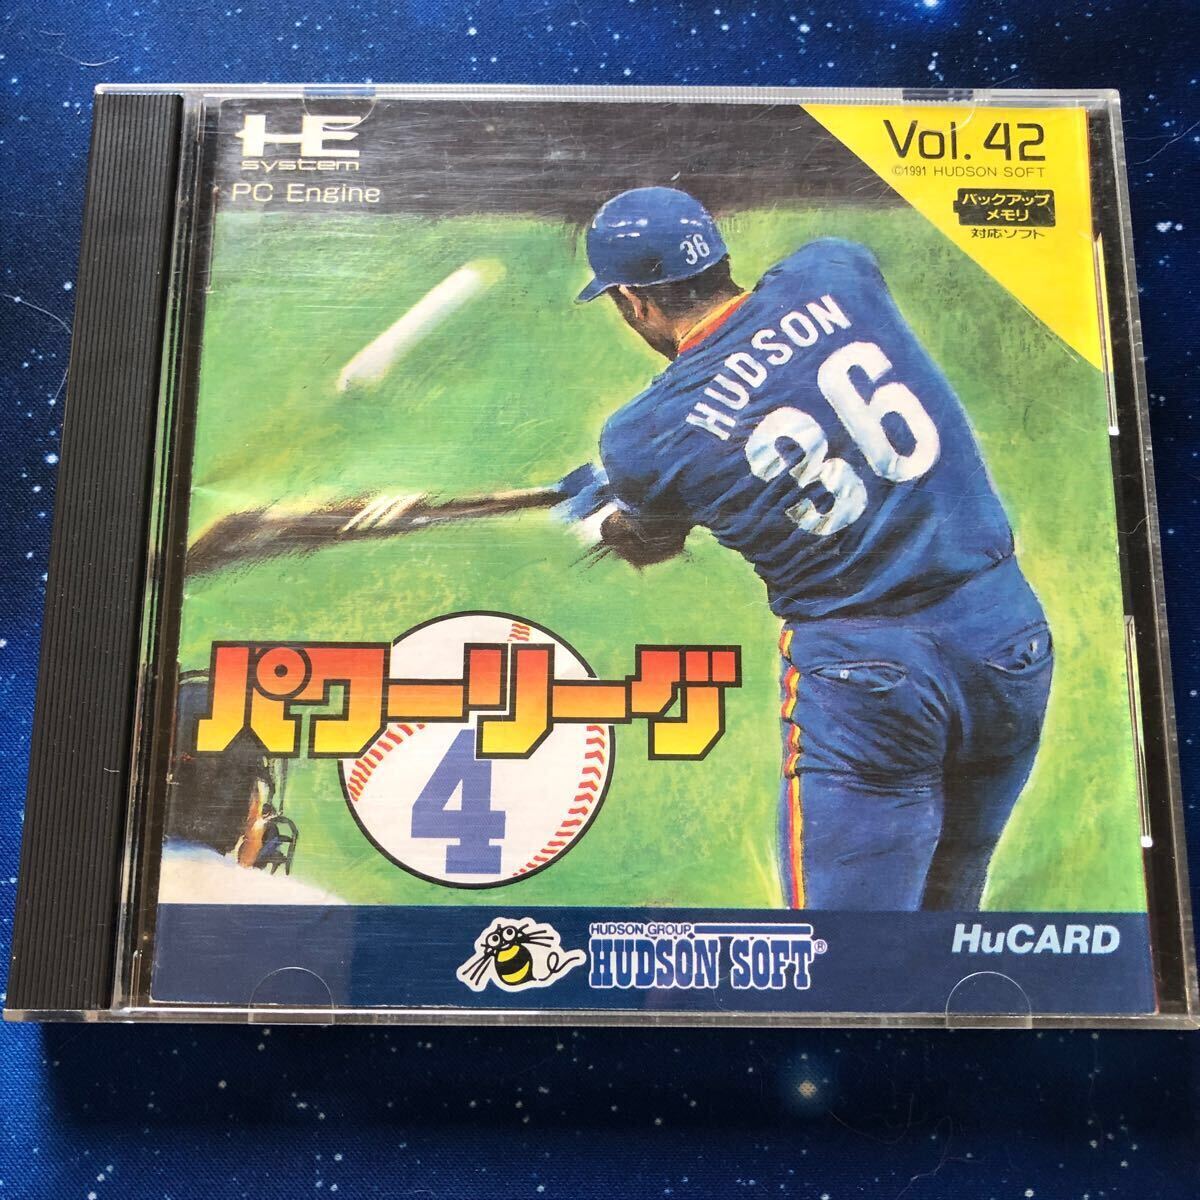 HE
system
PC Engine
Vol. 42
©1991 HUDSON SOFT
バックアップ
メモリ
対応ソフト
36
HUDSON
36
パワーリーグ
4
HUDSON GROUP
HUDSON SOFT®
HuCARD